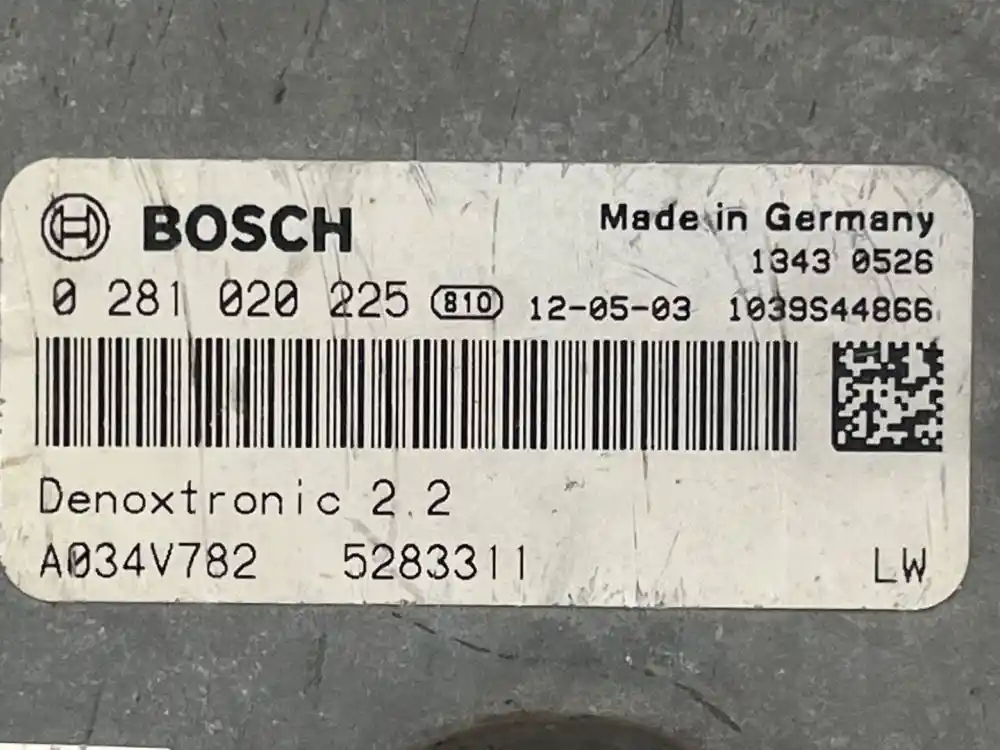 BOSCH Made in Germany
1343 0526
0 281 020 225 810 12-05-03 1039S44866
Denoxtronic 2.2
A034V782 5283311 LW